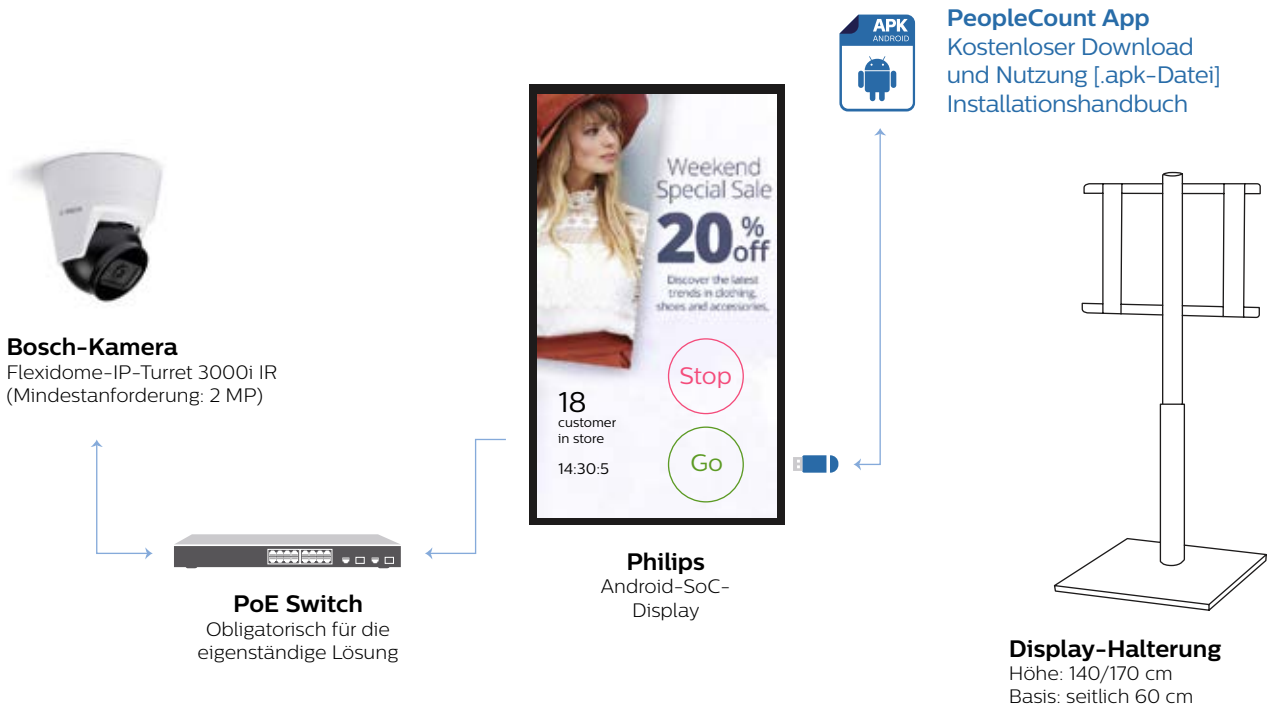 APK
ANDROID
PeopleCount App
Kostenloser Download
und Nutzung [.apk-Datei]
Installationshandbuch
Bosch-Kamera
Flexidome-IP-Turret 3000i IR
(Mindestanforderung: 2 MP)
Weekend
Special Sale
20% off
Discover the latest
trends in clothing,
shoes and accessories.
Stop
18
customer
in store
14:30:5
Go
PoE Switch
Obligatorisch für die
eigenständige Lösung
Philips
Android-SoC-
Display
Display-Halterung
Höhe: 140/170 cm
Basis: seitlich 60 cm